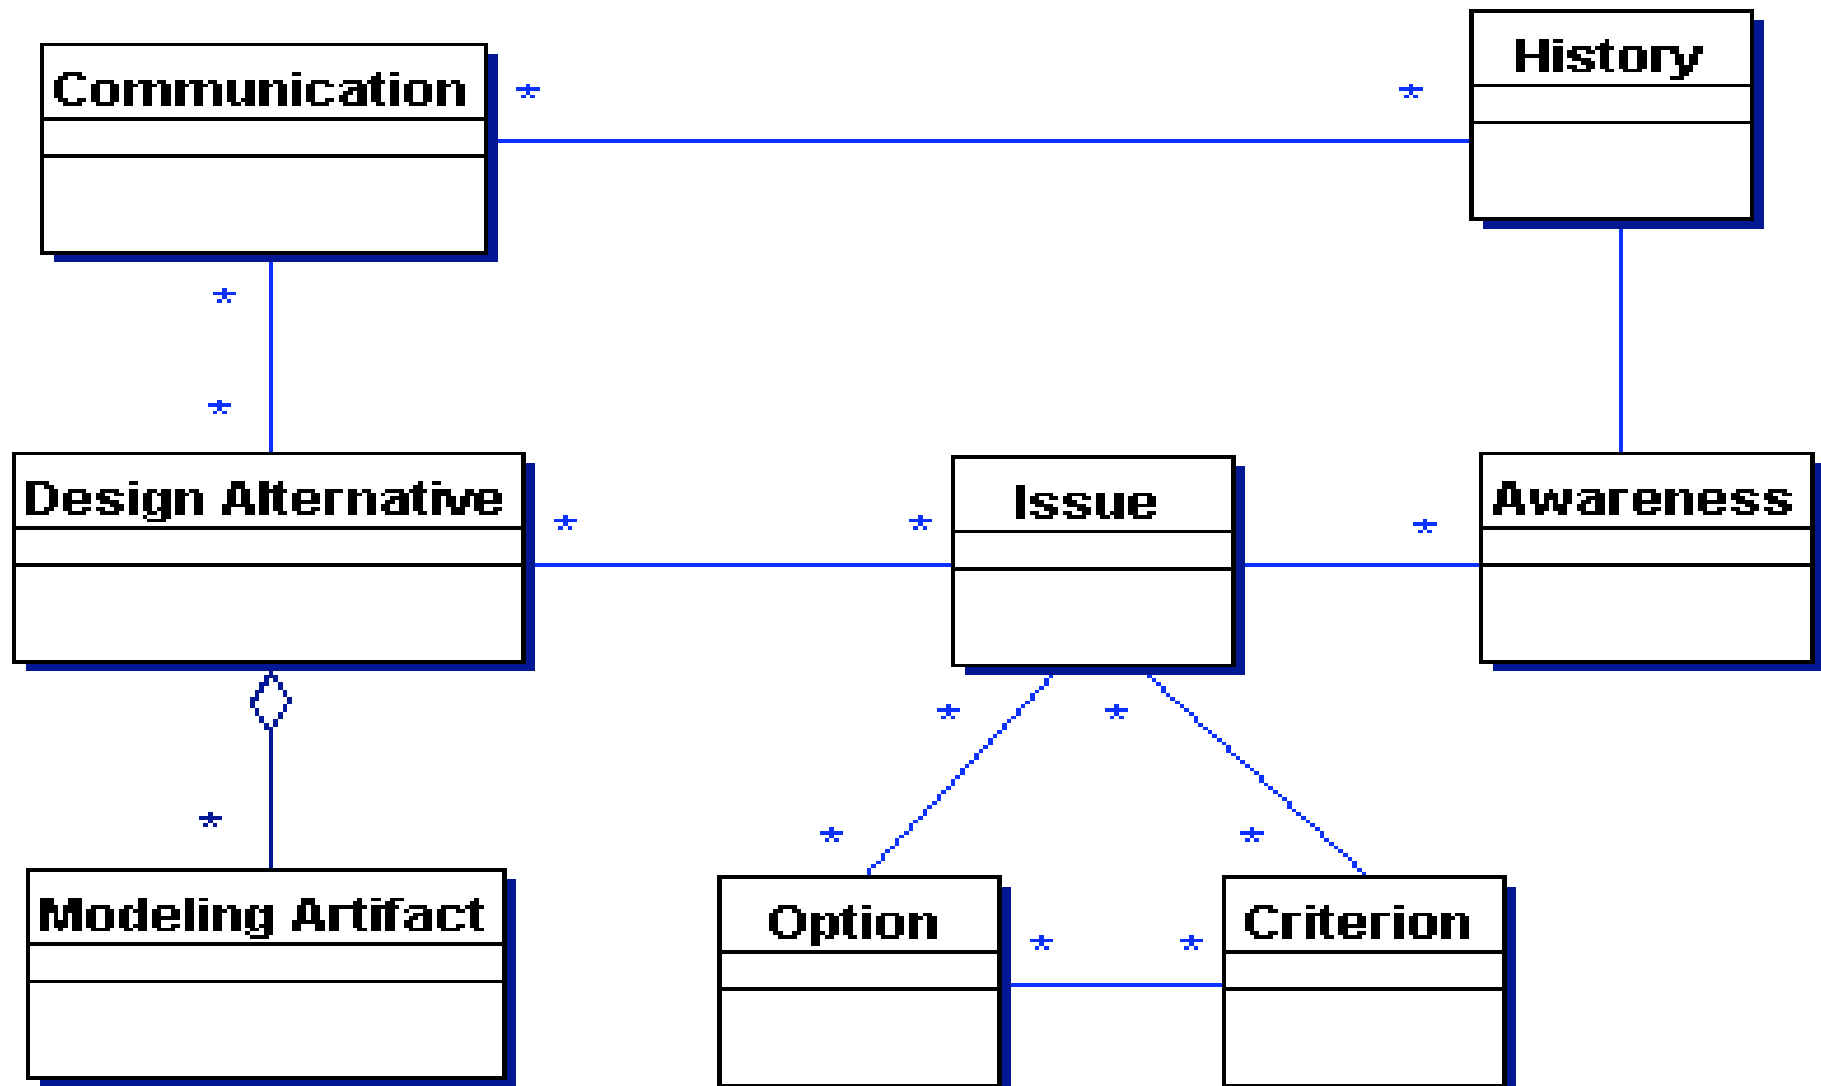 Communication
*
*
History
*
*
Design Alternative
*
*
Issue
*
Awareness
*
*
*
*
*
Modeling Artifact
Option
*
*
Criterion